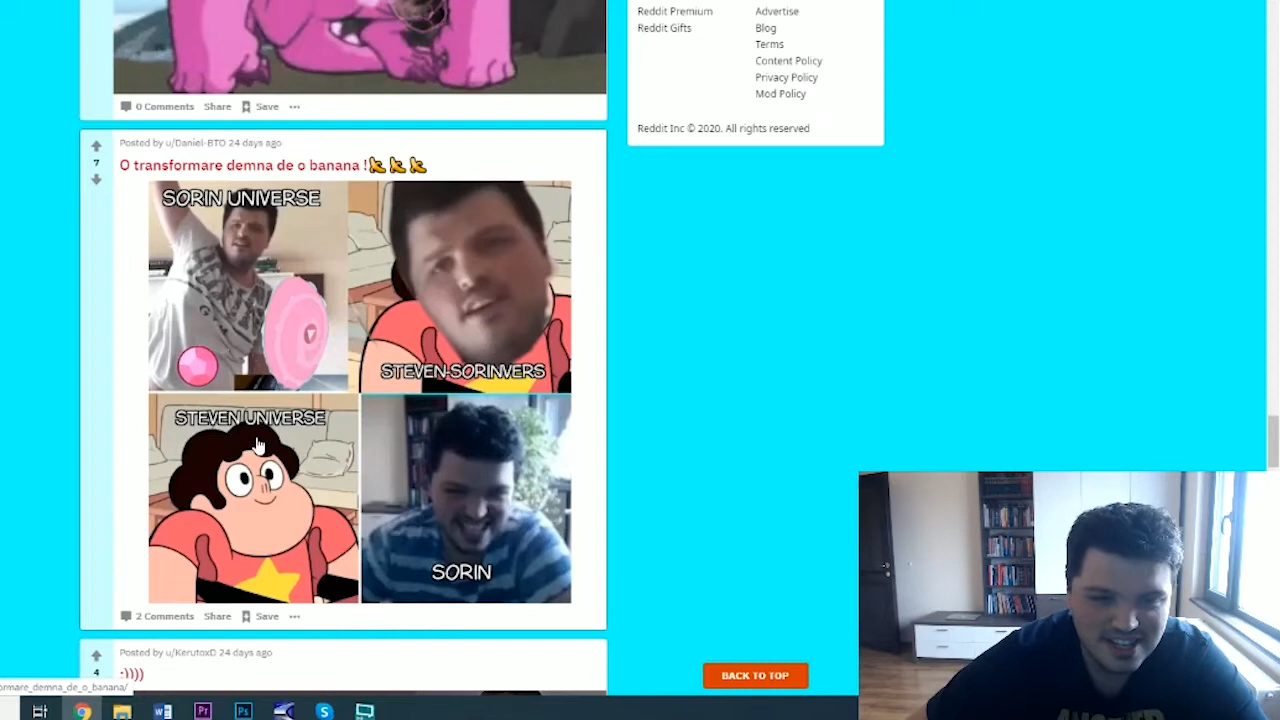 Reddit Premium
Advertise
Reddit Gifts
Blog
Terms
Content Policy
Privacy Policy
Mod Policy
Reddit Inc © 2020. All rights reserved
0 Comments Share Save
Posted by u/Daniel-BTO 24 days ago
7
O transformare demna de o banana !
SORIN UNIVERSE
STEVEN-SORINVERS
STEVEN UNIVERSE
SORIN
2 Comments Share Save
Posted by u/KerutoxD 24 days ago
4
:))))
BACK TO TOP
ormare_demna_de_o_banana/